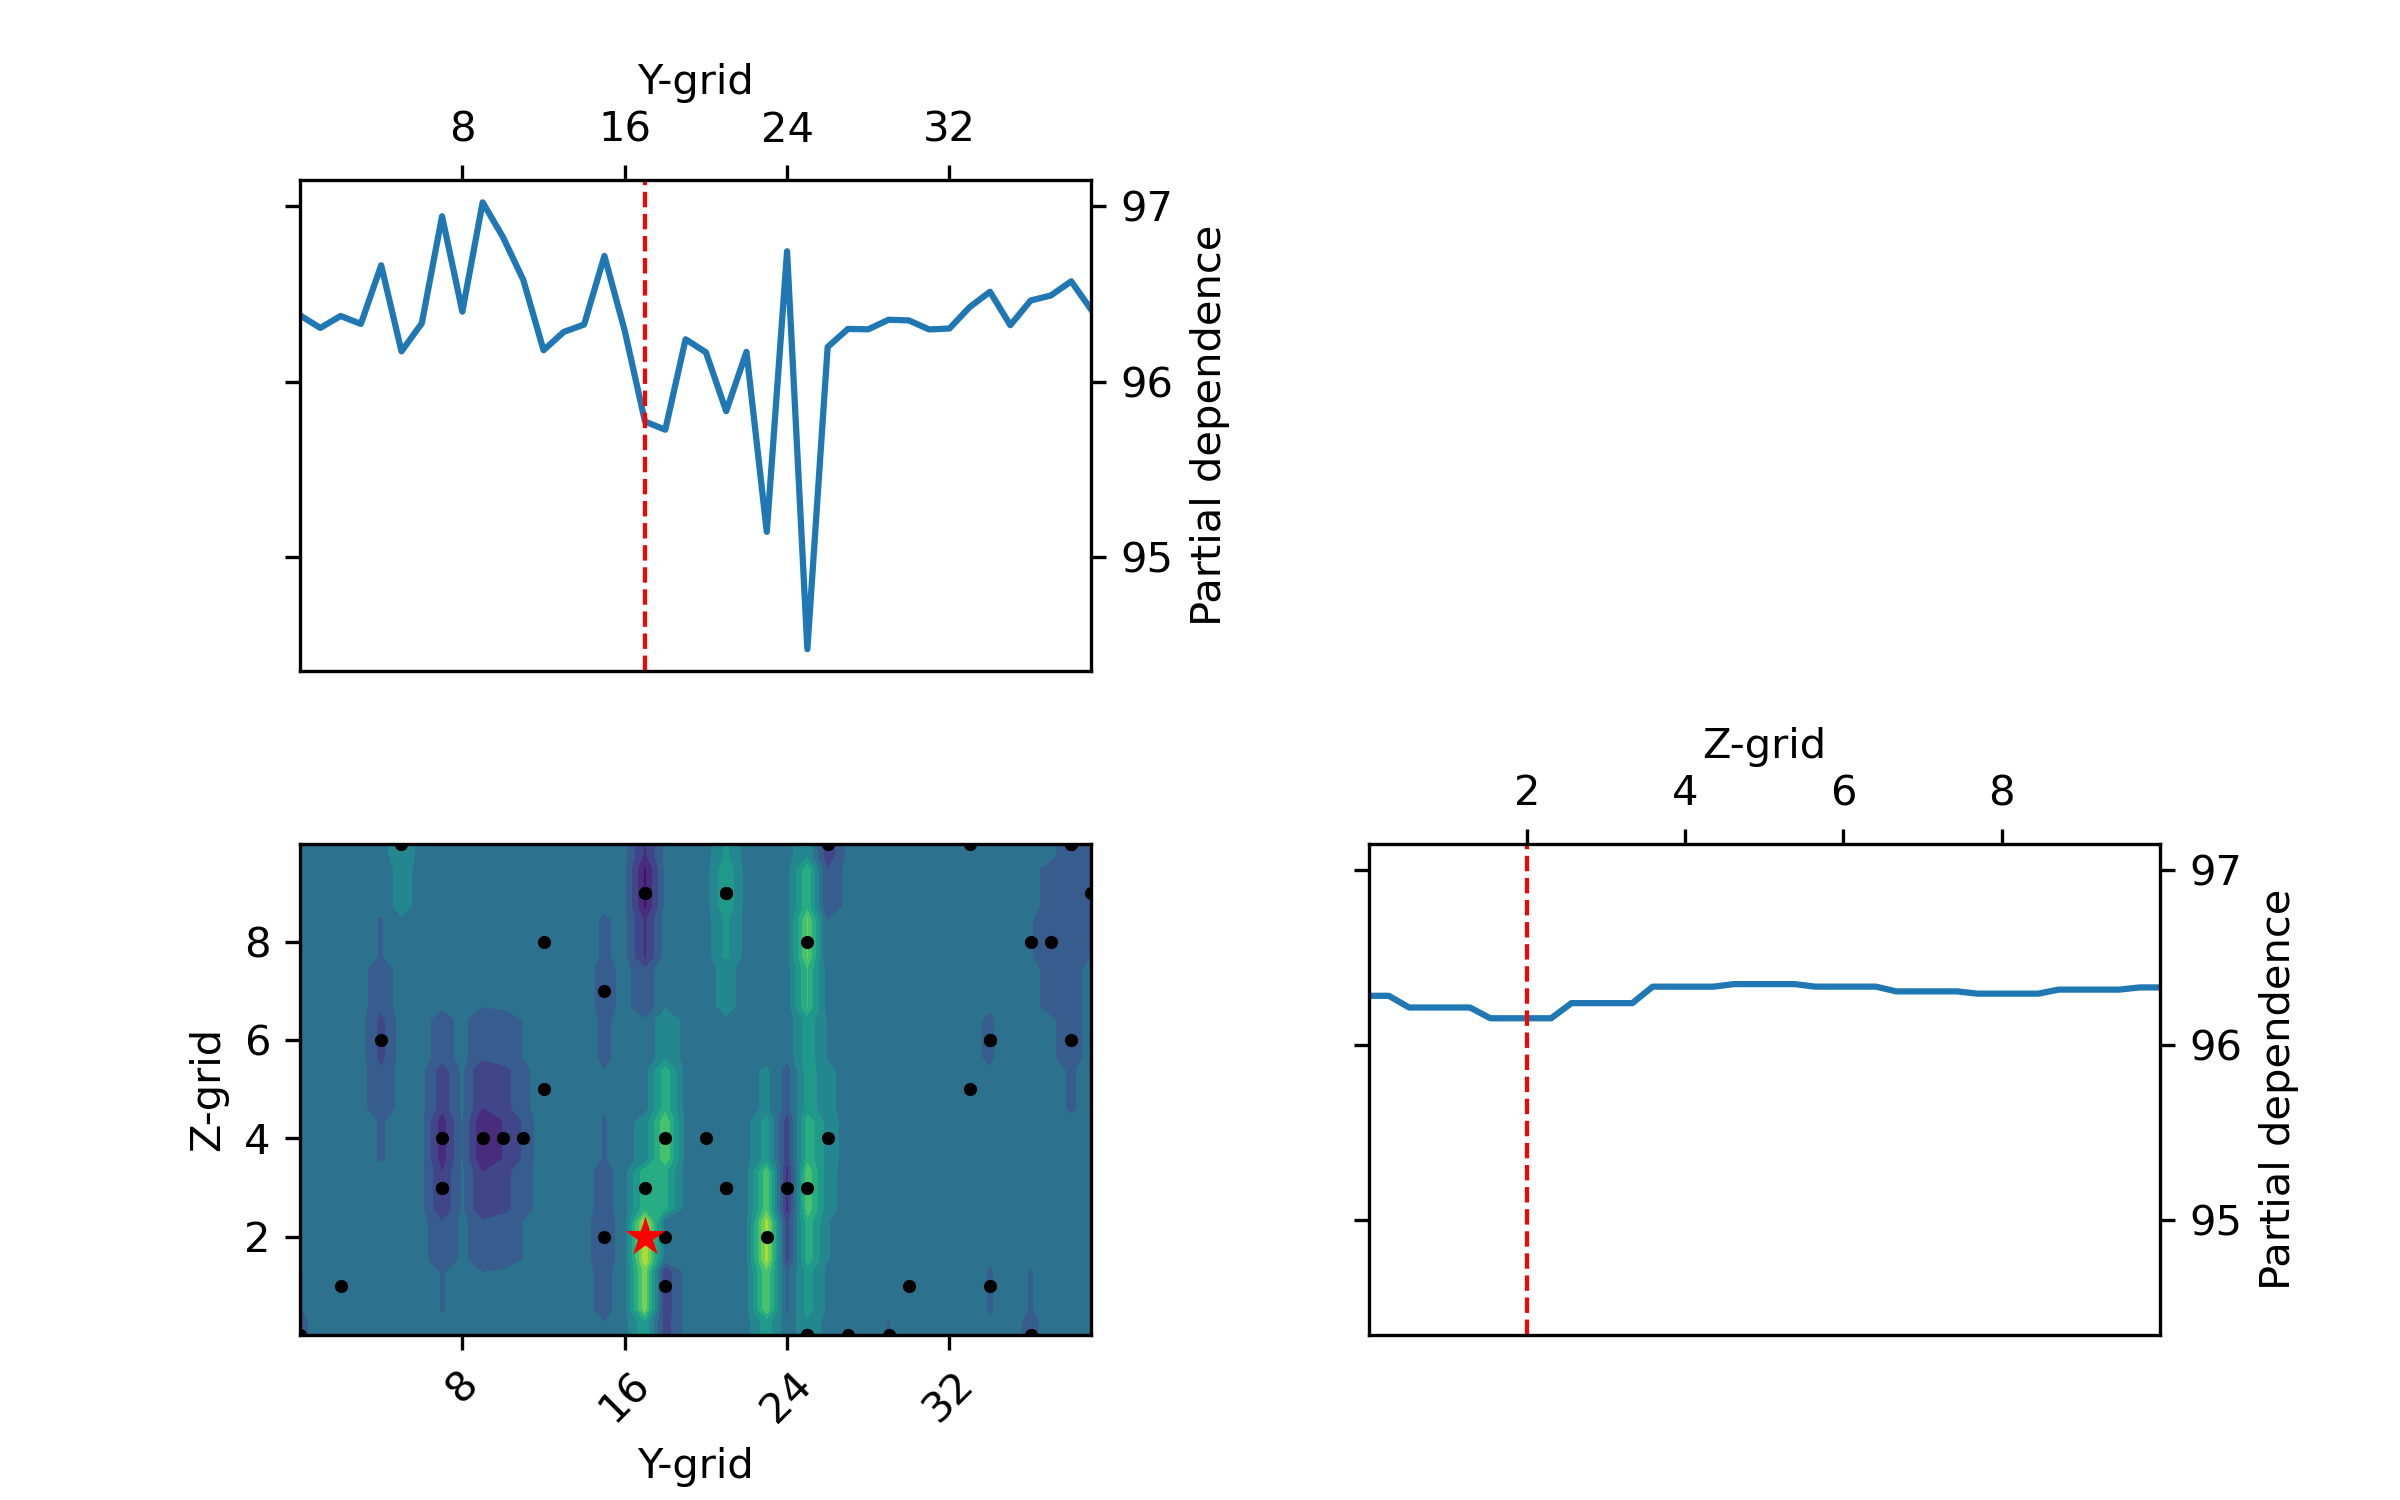 Y-grid
8 16 24 32
97
96
95
Partial dependence
Z-grid
2 4 6 8
8
6
4
2
Z-grid
8 16 24 32
Y-grid
97
96
95
Partial dependence